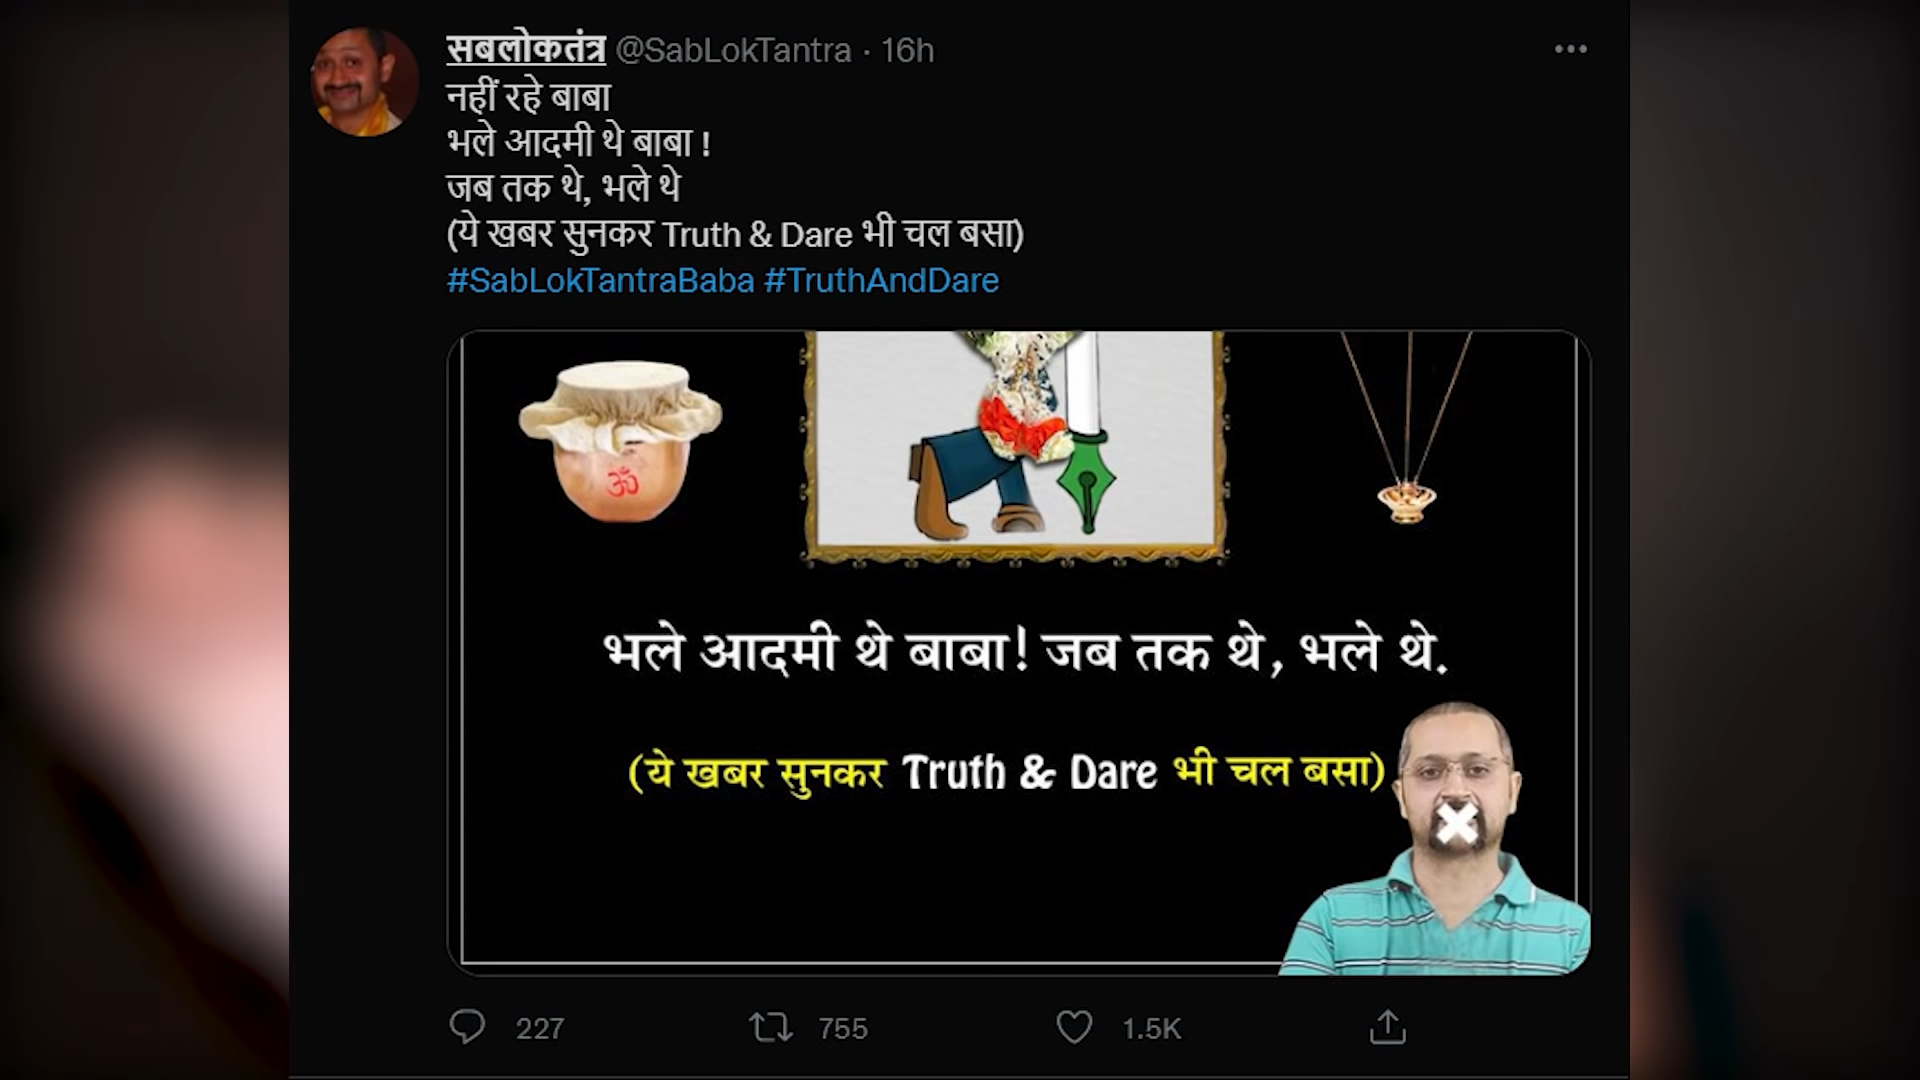 सबलोकतंत्र @SabLokTantra · 16h
नहीं रहे बाबा
भले आदमी थे बाबा !
जब तक थे, भले थे
(ये खबर सुनकर Truth & Dare भी चल बसा)
#SabLokTantraBaba #TruthAndDare
ॐ
भले आदमी थे बाबा! जब तक थे, भले थे.
(ये खबर सुनकर Truth & Dare भी चल बसा)
227 755 1.5K